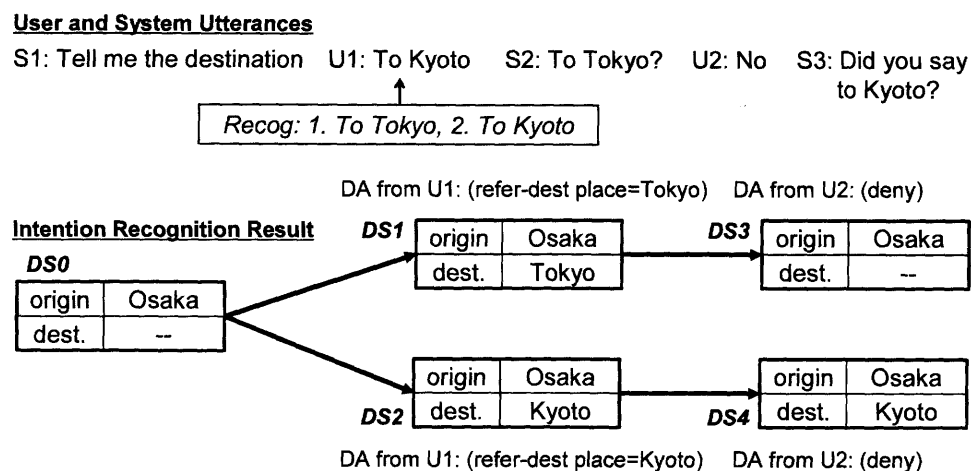 User and System Utterances
S1: Tell me the destination U1: To Kyoto S2: To Tokyo? U2: No S3: Did you say
to Kyoto?
Recog: 1. To Tokyo, 2. To Kyoto
DA from U1: (refer-dest place=Tokyo) DA from U2: (deny)
Intention Recognition Result
DS0
origin Osaka
dest. --
DS1
origin Osaka
dest. Tokyo
DS3
origin Osaka
dest. --
DS2
origin Osaka
dest. Kyoto
DS4
origin Osaka
dest. Kyoto
DA from U1: (refer-dest place=Kyoto) DA from U2: (deny)